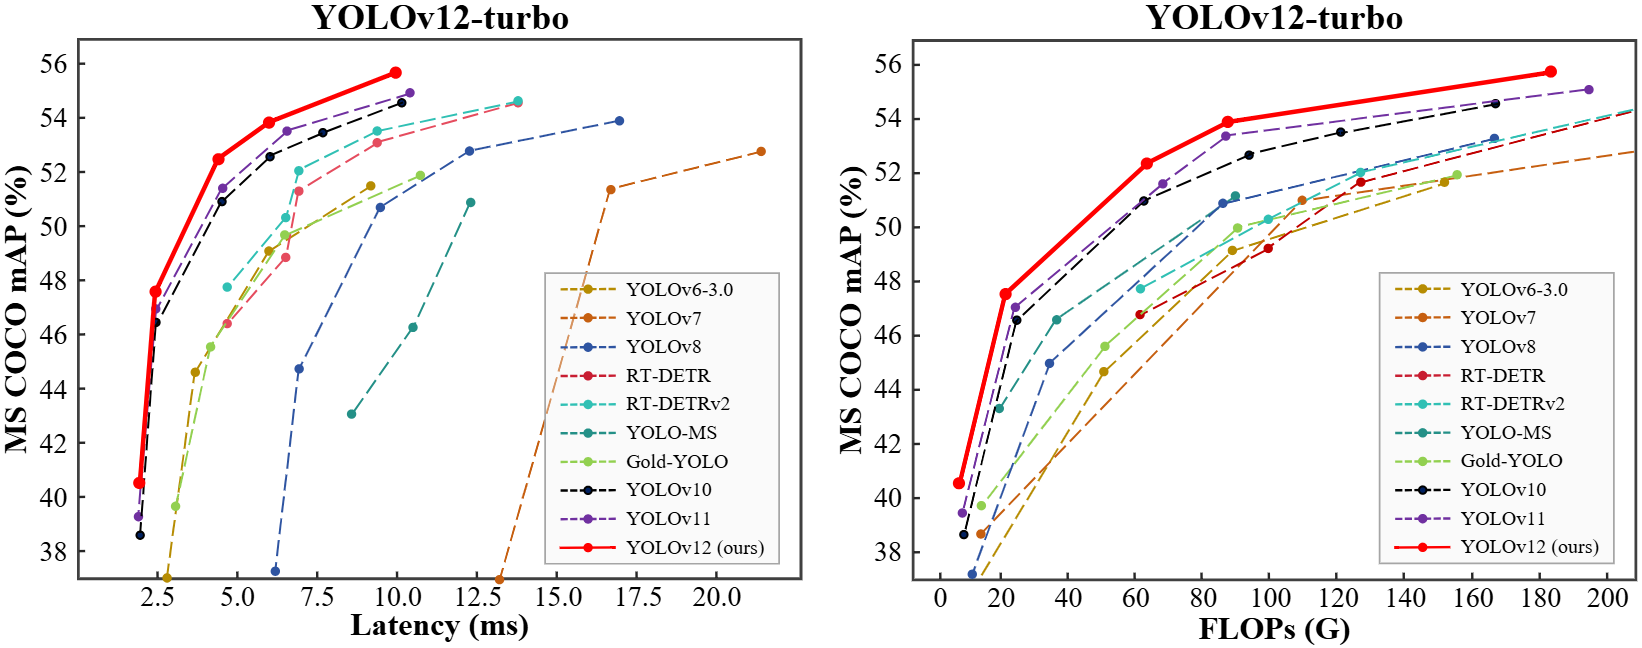 YOLOv12-turbo
MS COCO mAP (%)
56
54
52
50
48
46
44
42
40
38
2.5 5.0 7.5 10.0 12.5 15.0 17.5 20.0
Latency (ms)
YOLOv6-3.0
YOLOv7
YOLOv8
RT-DETR
RT-DETRv2
YOLO-MS
Gold-YOLO
YOLOv10
YOLOv11
YOLOv12 (ours)
YOLOv12-turbo
MS COCO mAP (%)
56
54
52
50
48
46
44
42
40
38
0 20 40 60 80 100 120 140 160 180 200
FLOPs (G)
YOLOv6-3.0
YOLOv7
YOLOv8
RT-DETR
RT-DETRv2
YOLO-MS
Gold-YOLO
YOLOv10
YOLOv11
YOLOv12 (ours)